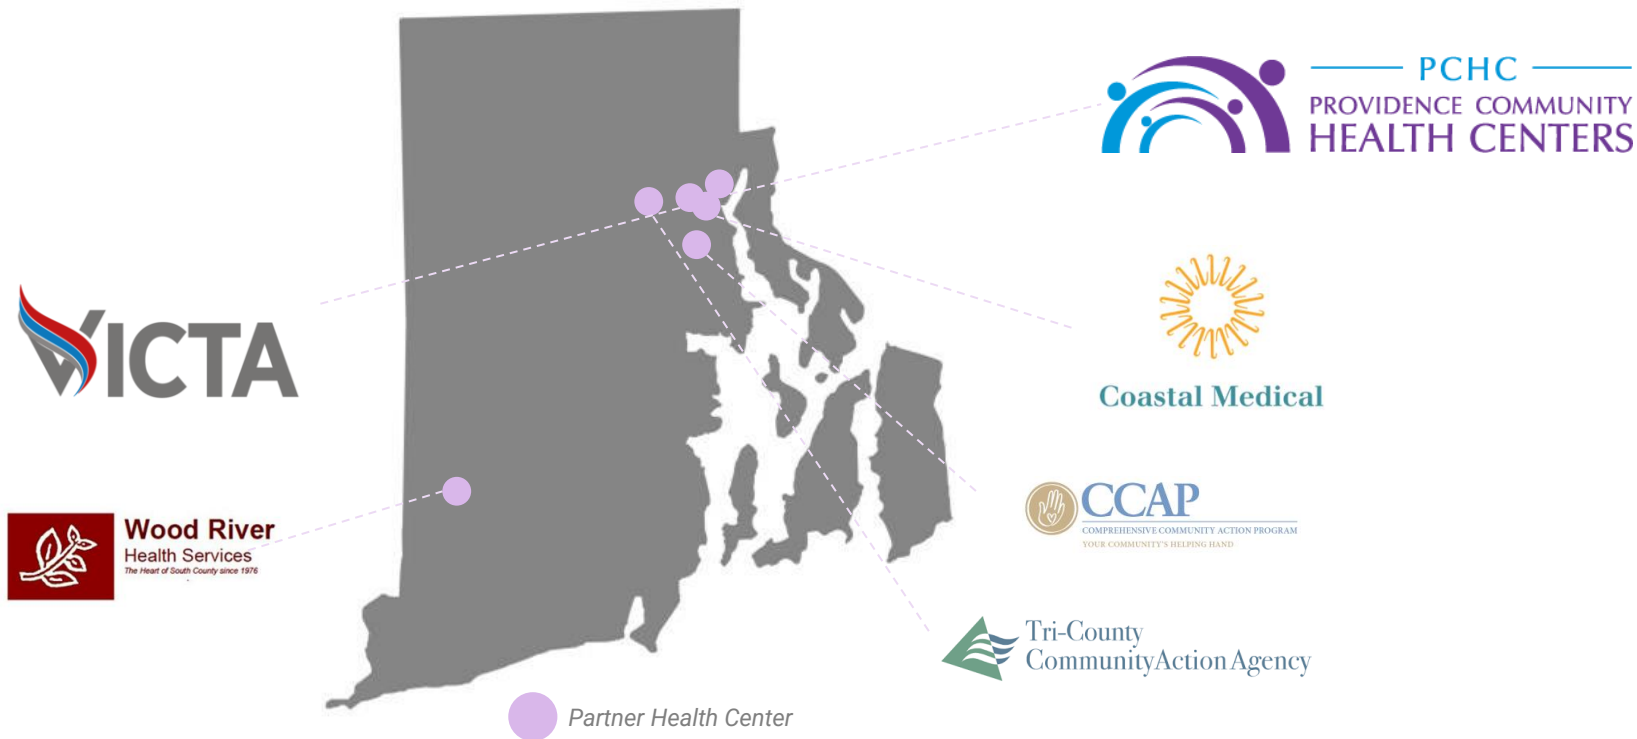 PCHC
PROVIDENCE COMMUNITY
HEALTH CENTERS
VICTA
Coastal Medical
CCAP
COMPREHENSIVE COMMUNITY ACTION PROGRAM
YOUR COMMUNITY'S HELPING HAND
Wood River
Health Services
The Heart of South County since 1976
Tri-County
CommunityAction Agency
Partner Health Center